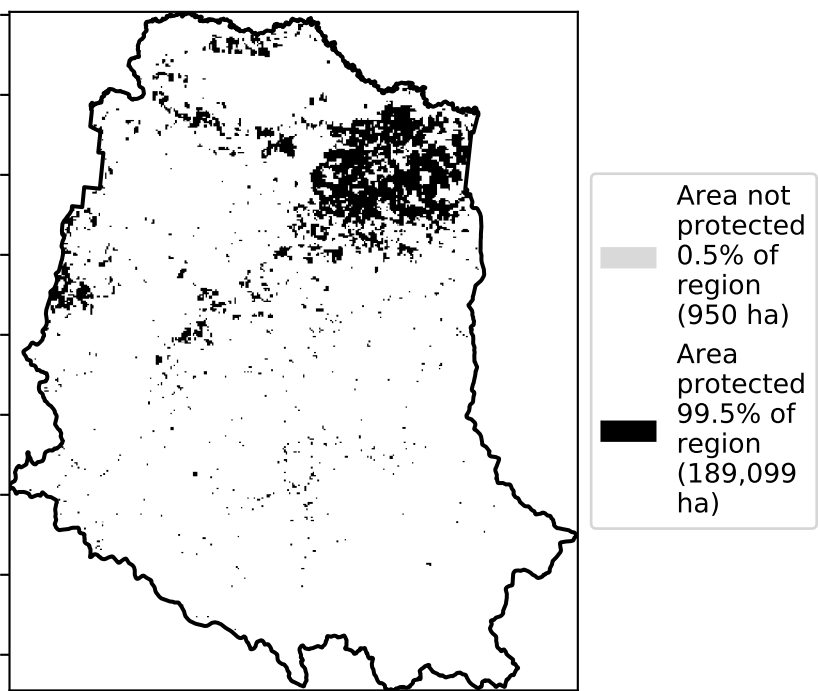 Area not
protected
0.5% of
region
(950 ha)
Area
protected
99.5% of
region
(189,099
ha)